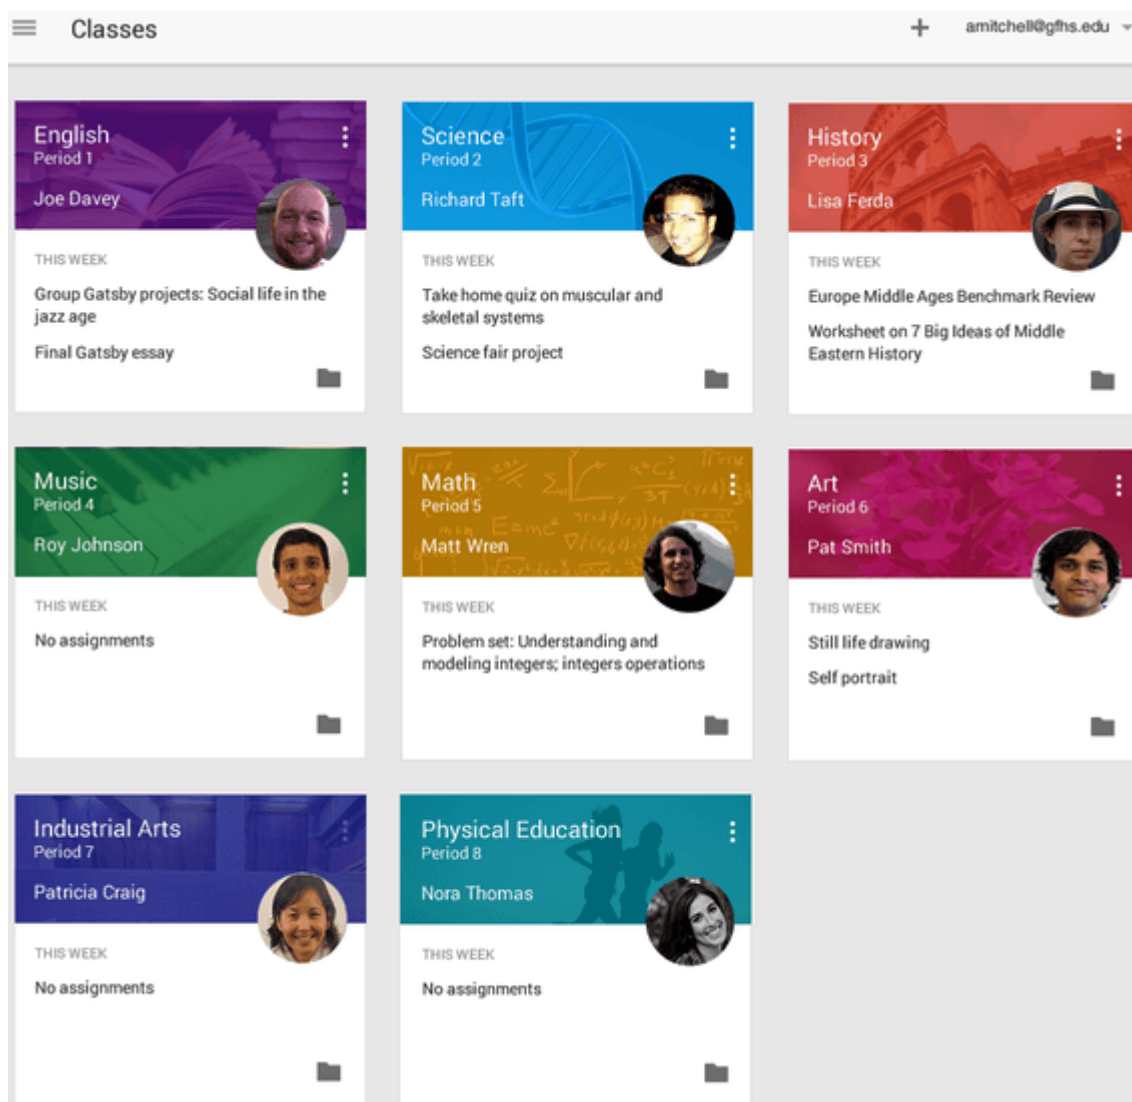 Classes
amitchell@gfhs.edu
English
Period 1
Joe Davey
THIS WEEK
Group Gatsby projects: Social life in the
jazz age
Final Gatsby essay
Science
Period 2
Richard Taft
THIS WEEK
Take home quiz on muscular and
skeletal systems
Science fair project
History
Period 3
Lisa Ferda
THIS WEEK
Europe Middle Ages Benchmark Review
Worksheet on 7 Big Ideas of Middle
Eastern History
Music
Period 4
Roy Johnson
THIS WEEK
No assignments
Math
Period 5
Matt Wren
E=mc²
THIS WEEK
Problem set: Understanding and
modeling integers; integers operations
Art
Period 6
Pat Smith
THIS WEEK
Still life drawing
Self portrait
Industrial Arts
Period 7
Patricia Craig
THIS WEEK
No assignments
Physical Education
Period 8
Nora Thomas
THIS WEEK
No assignments